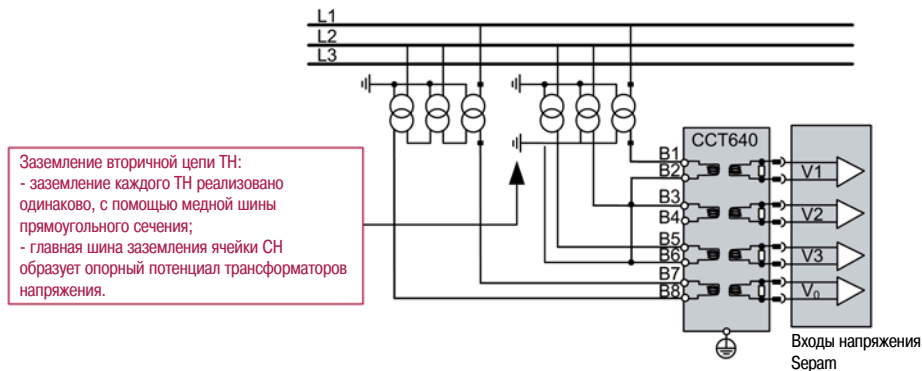 L1
L2
L3
Заземление вторичной цепи ТН:
- заземление каждого ТН реализовано
одинаково, с помощью медной шины
прямоугольного сечения;
- главная шина заземления ячейки СН
образует опорный потенциал трансформаторов
напряжения.
CCT640
B1
B2
V1
B3
B4
V2
B5
B6
V3
B7
B8
V0
Входы напряжения
Sepam